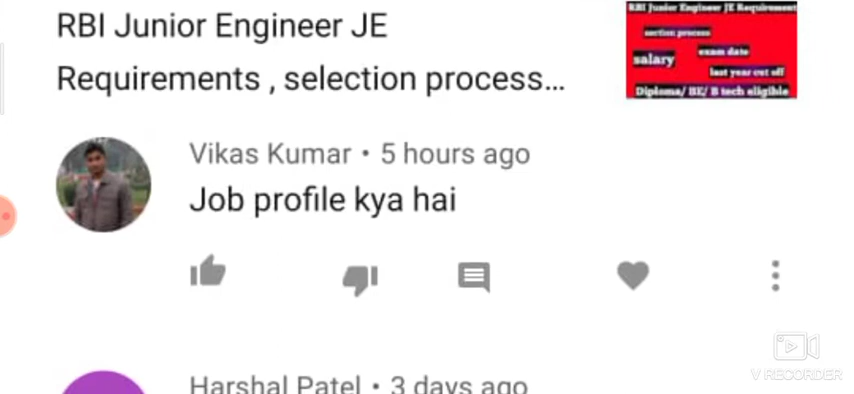 RBI Junior Engineer JE
Requirements , selection process...
RBI Junior Engineer JE Requirement
section process
exam date
salary
last year cut off
Diploma/ BE/ B tech eligible
Vikas Kumar • 5 hours ago
Job profile kya hai
V RECORDER
Harshal Patel • 3 days ago